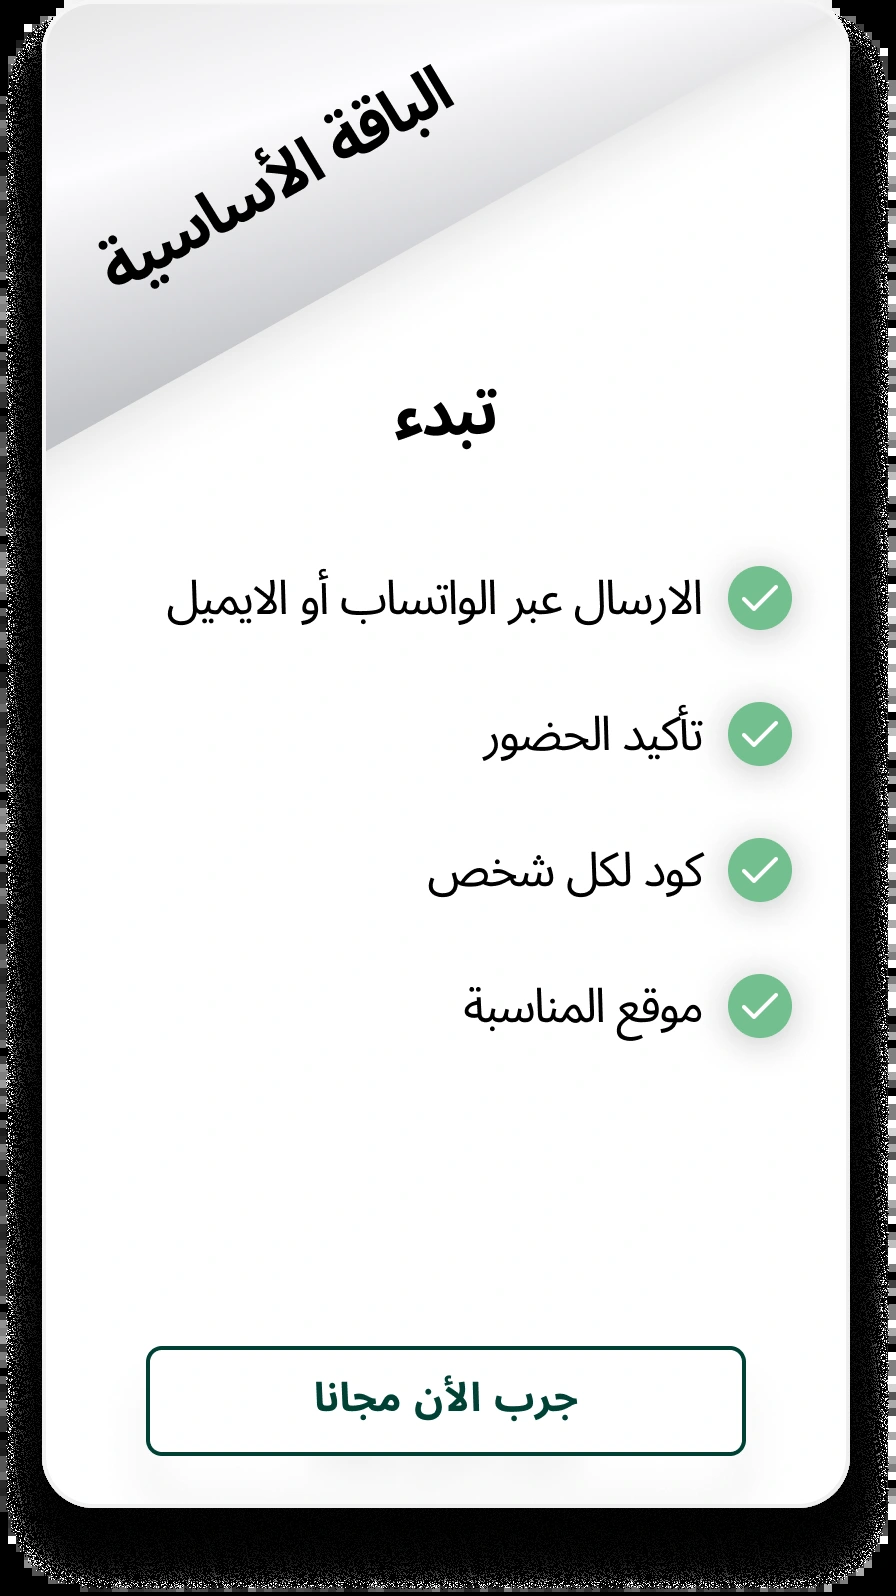 الباقة الأساسية
تبدء
الارسال عبر الواتساب أو الايميل
تأكيد الحضور
كود لكل شخص
موقع المناسبة
جرب الأن مجانا